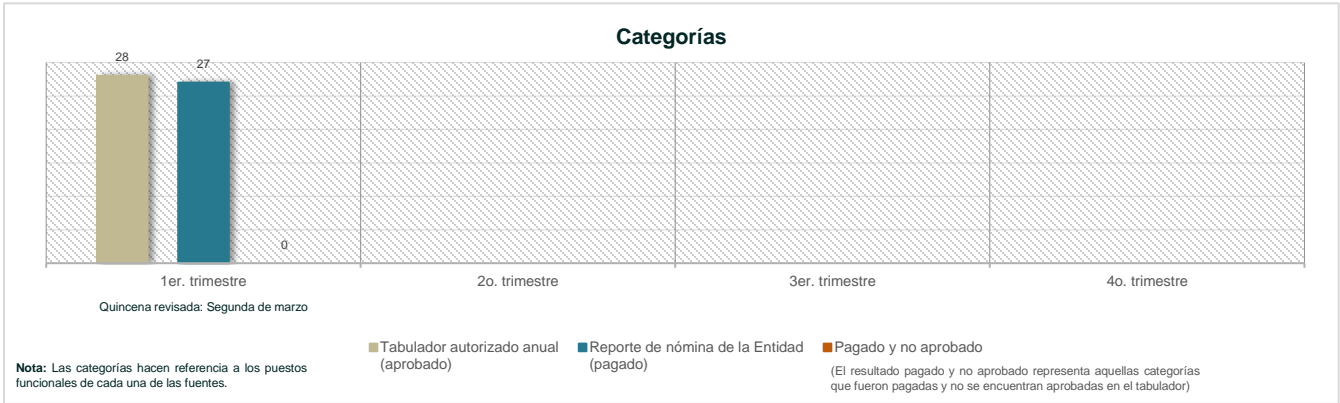 Categorías
28
27
0
1er. trimestre
2o. trimestre
3er. trimestre
4o. trimestre
Quincena revisada: Segunda de marzo
Tabulador autorizado anual
(aprobado)
Reporte de nómina de la Entidad
(pagado)
Pagado y no aprobado
(El resultado pagado y no aprobado representa aquellas categorías
que fueron pagadas y no se encuentran aprobadas en el tabulador)
Nota: Las categorías hacen referencia a los puestos
funcionales de cada una de las fuentes.